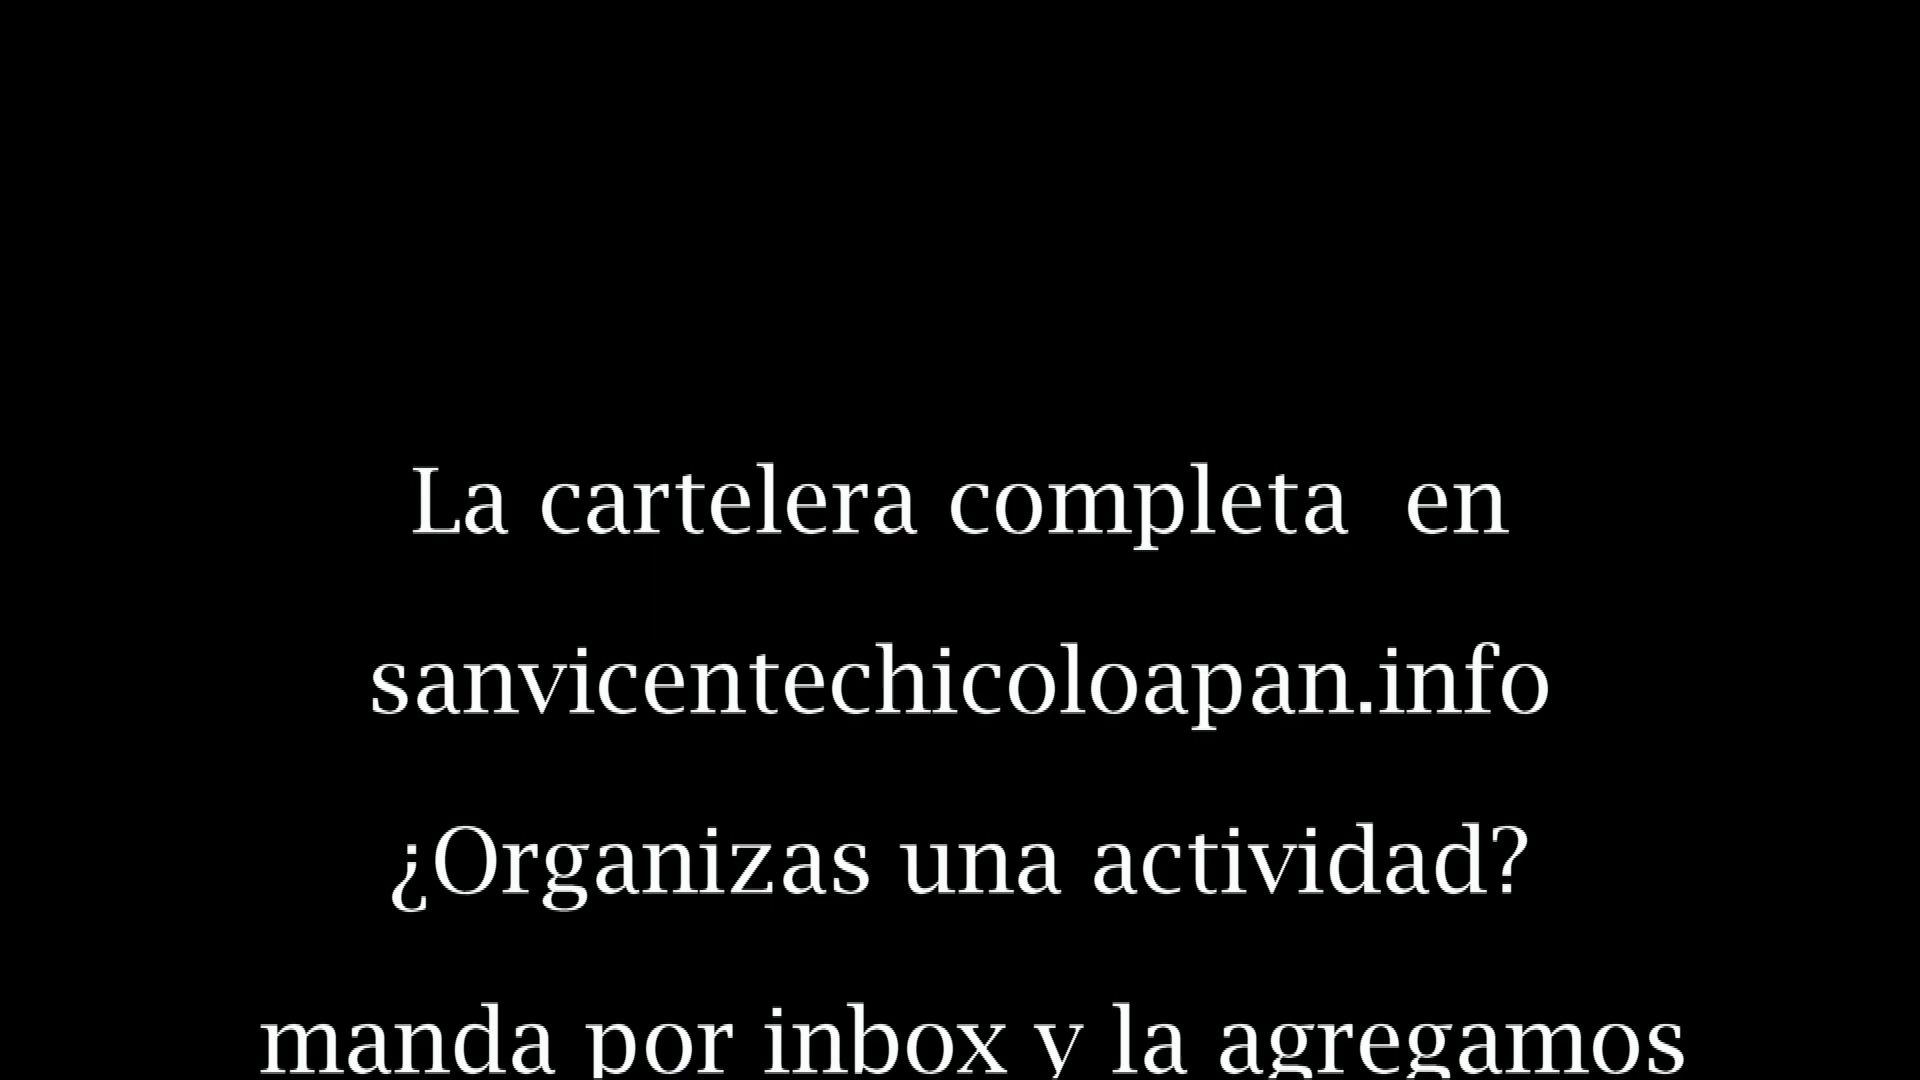 La cartelera completa  en
sanvicentechicoloapan.info
¿Organizas una actividad?
manda por inbox y la agregamos